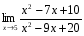 lim x→5 (x² − 7x + 10)/(x² − 9x + 20)